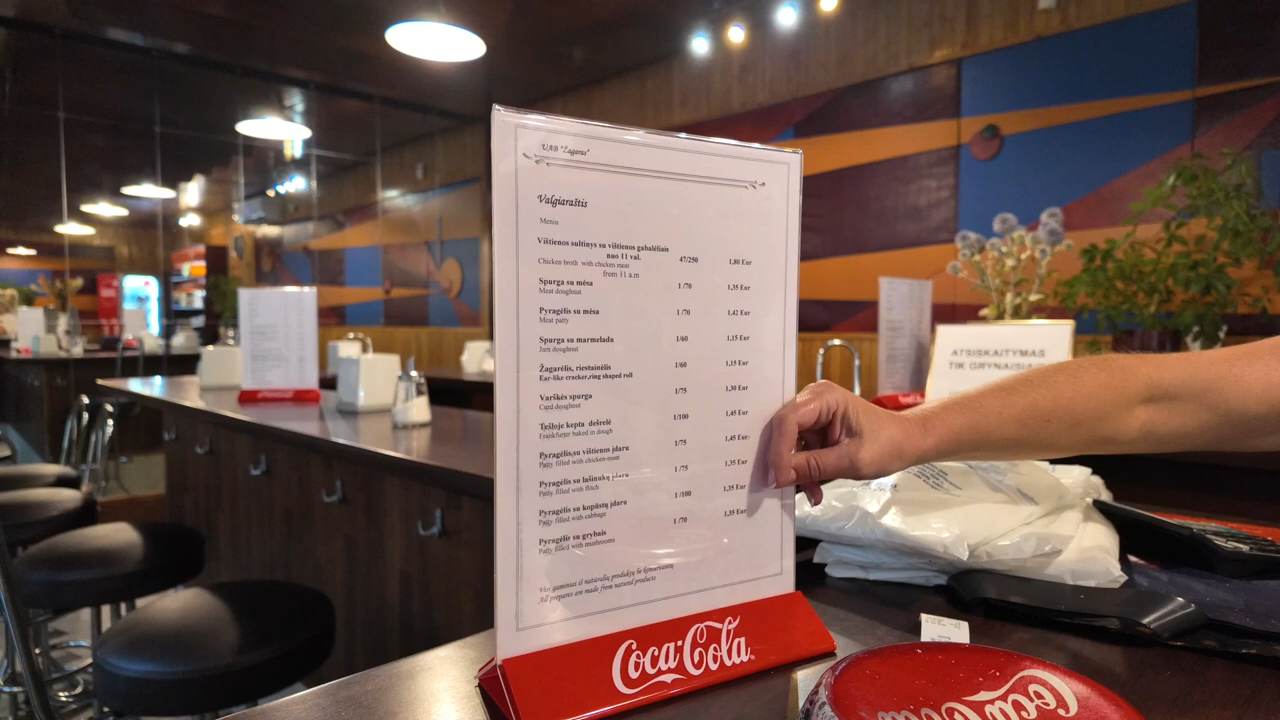 UAB "Žagaras"
Valgiaraštis
Meniu
Vištienos sultinys su vištienos gabalėliais
nuo 11 val. 47/250 1,80 Eur
Chicken broth with chicken meat
from 11 a.m
Spurga su mėsa 1 /70 1,35 Eur
Meat doughnut
Pyragėlis su mėsa 1 /70 1,42 Eur
Meat patty
Spurga su marmeladu 1/60 1,15 Eur
Jam doughnut
Žagarėlis, riestainėlis 1/60 1,15 Eur
Ear-like cracker,ring shaped roll
Varškės spurga 1/75 1,30 Eur
Curd doughnut
Tešloje kepta dešrelė 1/100 1,45 Eur
Frankfurter baked in dough
Pyragėlis su vištienos įdaru 1/75 1,45 Eur
Patty filled with chicken-meat
Pyragėlis su lašinukų įdaru 1 /75 1,35 Eur
Patty filled with flitch
Pyragėlis su kopūstų įdaru 1 /100 1,35 Eur
Patty filled with cabbage
Pyragėlis su grybais 1 /70 1,35 Eur
Patty filled with mushrooms
Visi gaminiai iš natūralių produktų be konservantų
All prepares are made from natural products
Coca-Cola
ATSISKAITYMAS
TIK GRYNAISIAIS
Coca-Cola